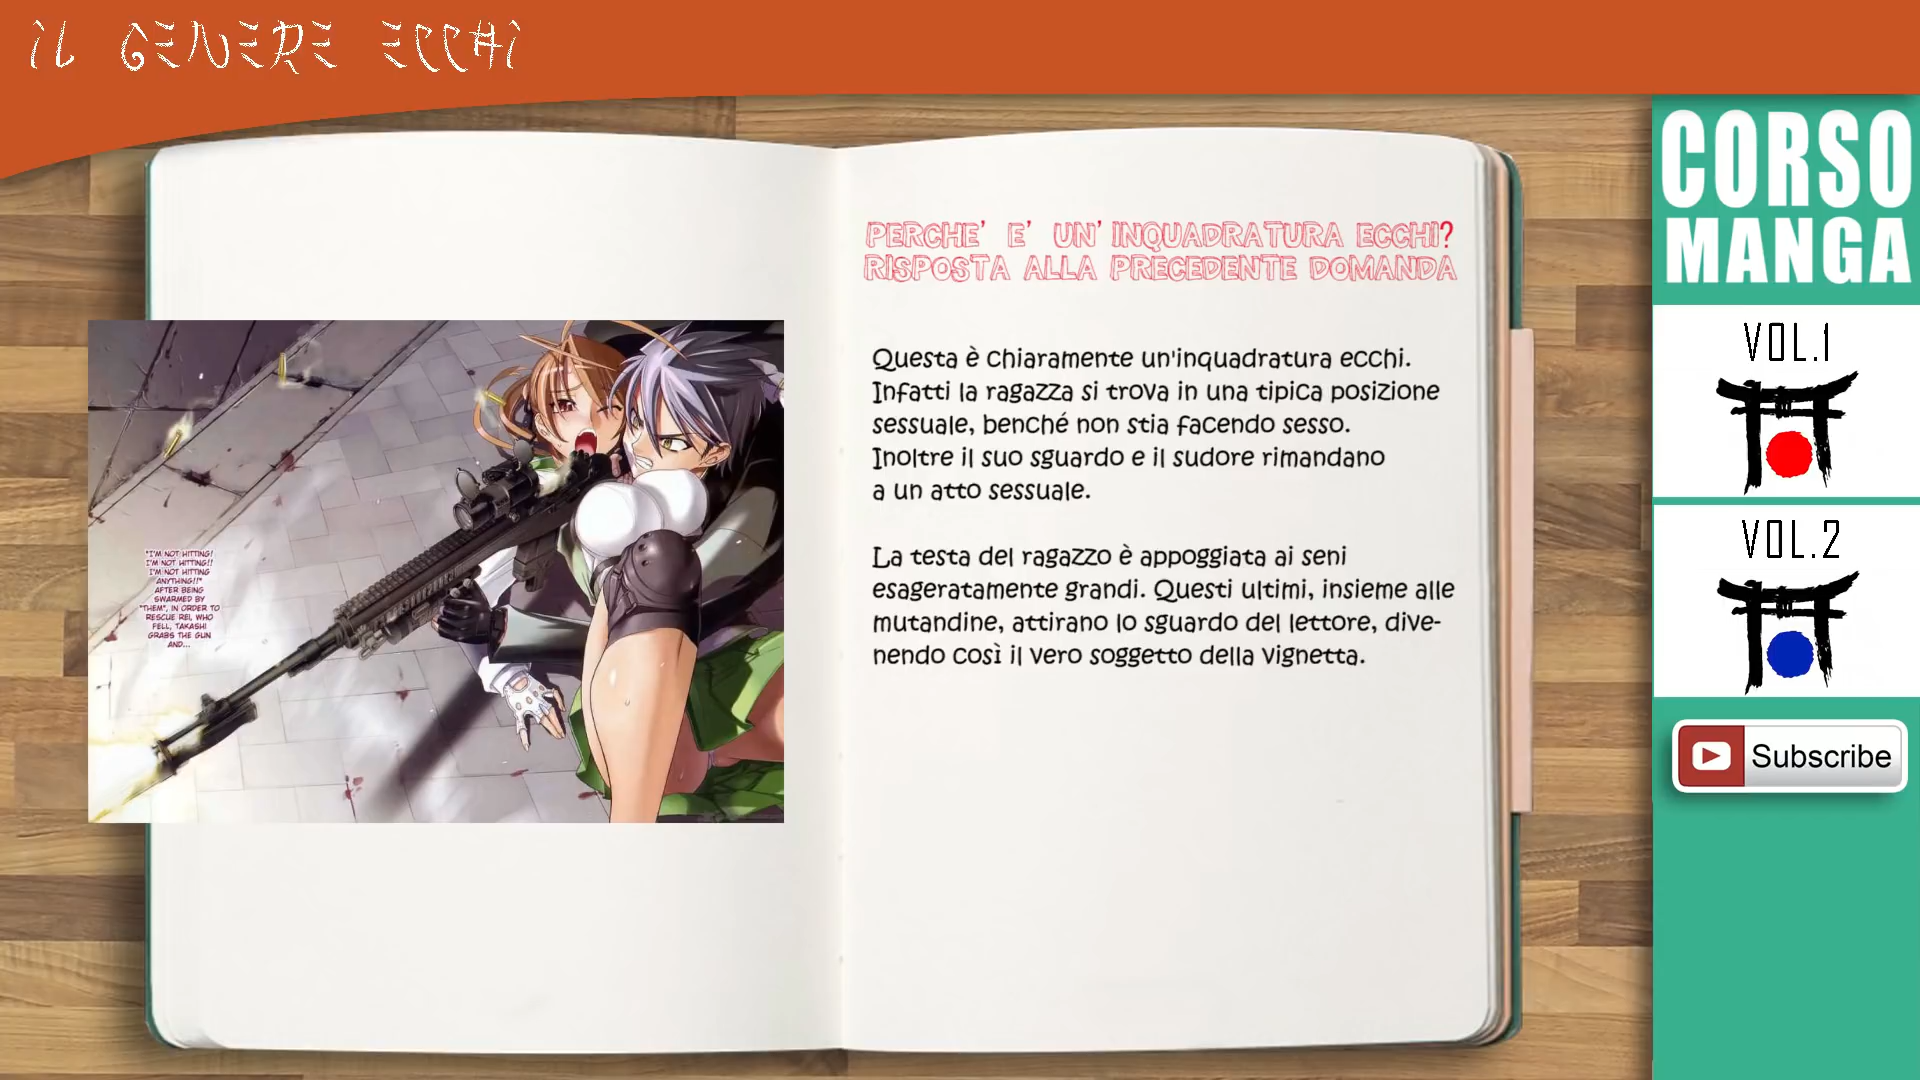 IL GENERE ECCHI
CORSO
MANGA
VOL.1
VOL.2
Subscribe
PERCHE' E' UN'INQUADRATURA ECCHI?
RISPOSTA ALLA PRECEDENTE DOMANDA
Questa è chiaramente un'inquadratura ecchi.
Infatti la ragazza si trova in una tipica posizione
sessuale, benché non stia facendo sesso.
Inoltre il suo sguardo e il sudore rimandano
a un atto sessuale.
La testa del ragazzo è appoggiata ai seni
esageratamente grandi. Questi ultimi, insieme alle
mutandine, attirano lo sguardo del lettore, dive-
nendo così il vero soggetto della vignetta.
"I'M NOT HITTING!
I'M NOT HITTING!!
I'M NOT HITTING
ANYTHING!!"
AFTER BEING
SWARMED BY
"THEM", IN ORDER TO
RESCUE REI, WHO
FELL, TAKASHI
GRABS THE GUN
AND...